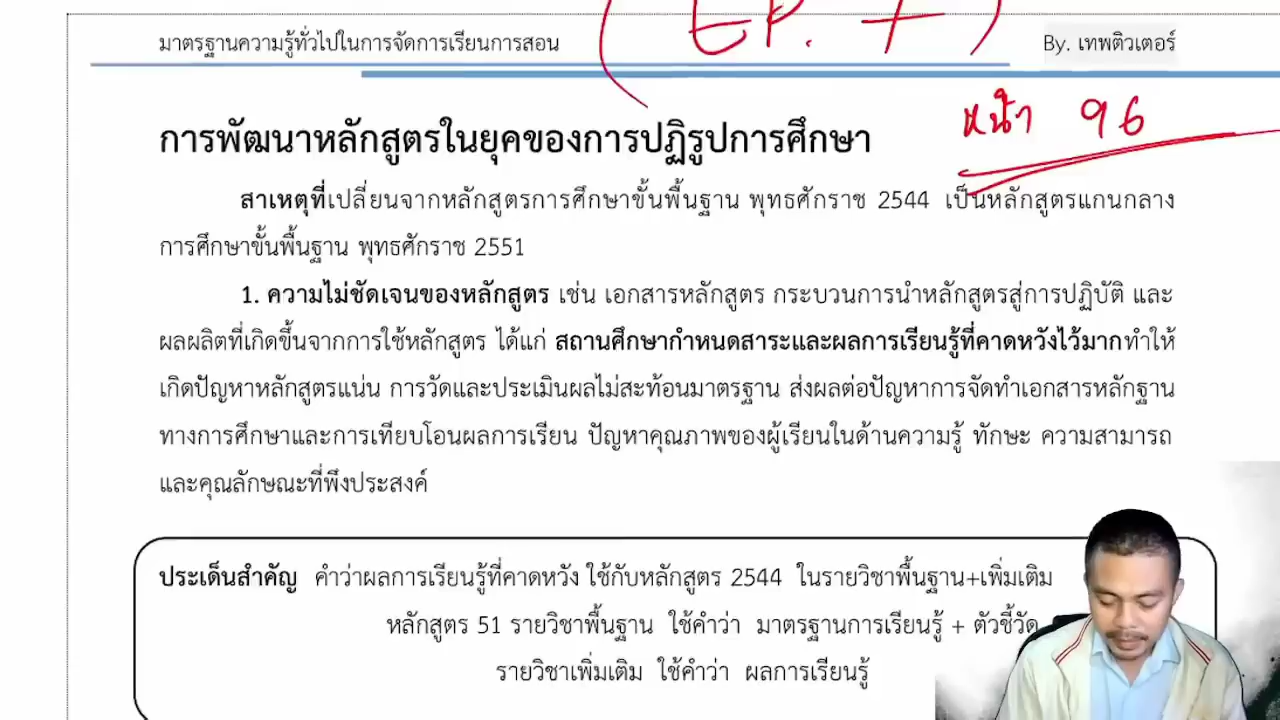 (EP. 7)
มาตรฐานความรู้ทั่วไปในการจัดการเรียนการสอน
By. เทพติวเตอร์
หน้า 96
การพัฒนาหลักสูตรในยุคของการปฏิรูปการศึกษา
สาเหตุที่เปลี่ยนจากหลักสูตรการศึกษาขั้นพื้นฐาน พุทธศักราช 2544 เป็นหลักสูตรแกนกลาง
การศึกษาขั้นพื้นฐาน พุทธศักราช 2551
1. ความไม่ชัดเจนของหลักสูตร เช่น เอกสารหลักสูตร กระบวนการนำหลักสูตรสู่การปฏิบัติ และ
ผลผลิตที่เกิดขึ้นจากการใช้หลักสูตร ได้แก่ สถานศึกษากำหนดสาระและผลการเรียนรู้ที่คาดหวังไว้มากทำให้
เกิดปัญหาหลักสูตรแน่น การวัดและประเมินผลไม่สะท้อนมาตรฐาน ส่งผลต่อปัญหาการจัดทำเอกสารหลักฐาน
ทางการศึกษาและการเทียบโอนผลการเรียน ปัญหาคุณภาพของผู้เรียนในด้านความรู้ ทักษะ ความสามารถ
และคุณลักษณะที่พึงประสงค์
ประเด็นสำคัญ คำว่าผลการเรียนรู้ที่คาดหวัง ใช้กับหลักสูตร 2544 ในรายวิชาพื้นฐาน+เพิ่มเติม
หลักสูตร 51 รายวิชาพื้นฐาน ใช้คำว่า มาตรฐานการเรียนรู้ + ตัวชี้วัด
รายวิชาเพิ่มเติม ใช้คำว่า ผลการเรียนรู้